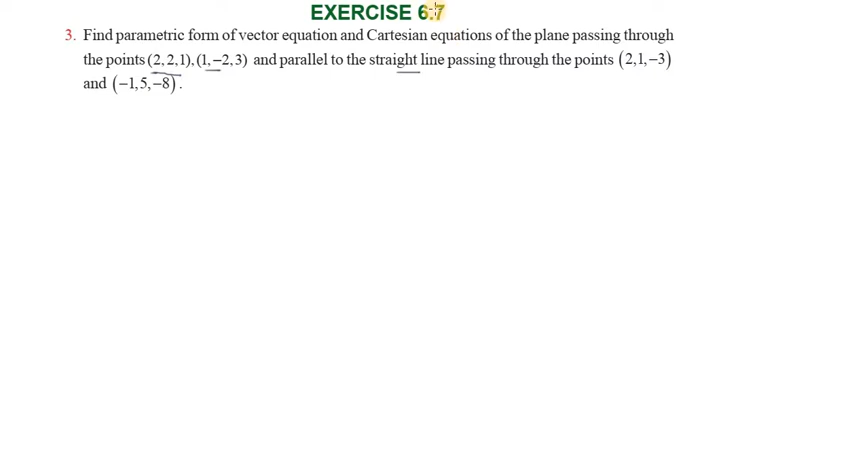 EXERCISE 6.7
3. Find parametric form of vector equation and Cartesian equations of the plane passing through
the points (2, 2, 1), (1, −2, 3) and parallel to the straight line passing through the points (2, 1, −3)
and (−1, 5, −8).